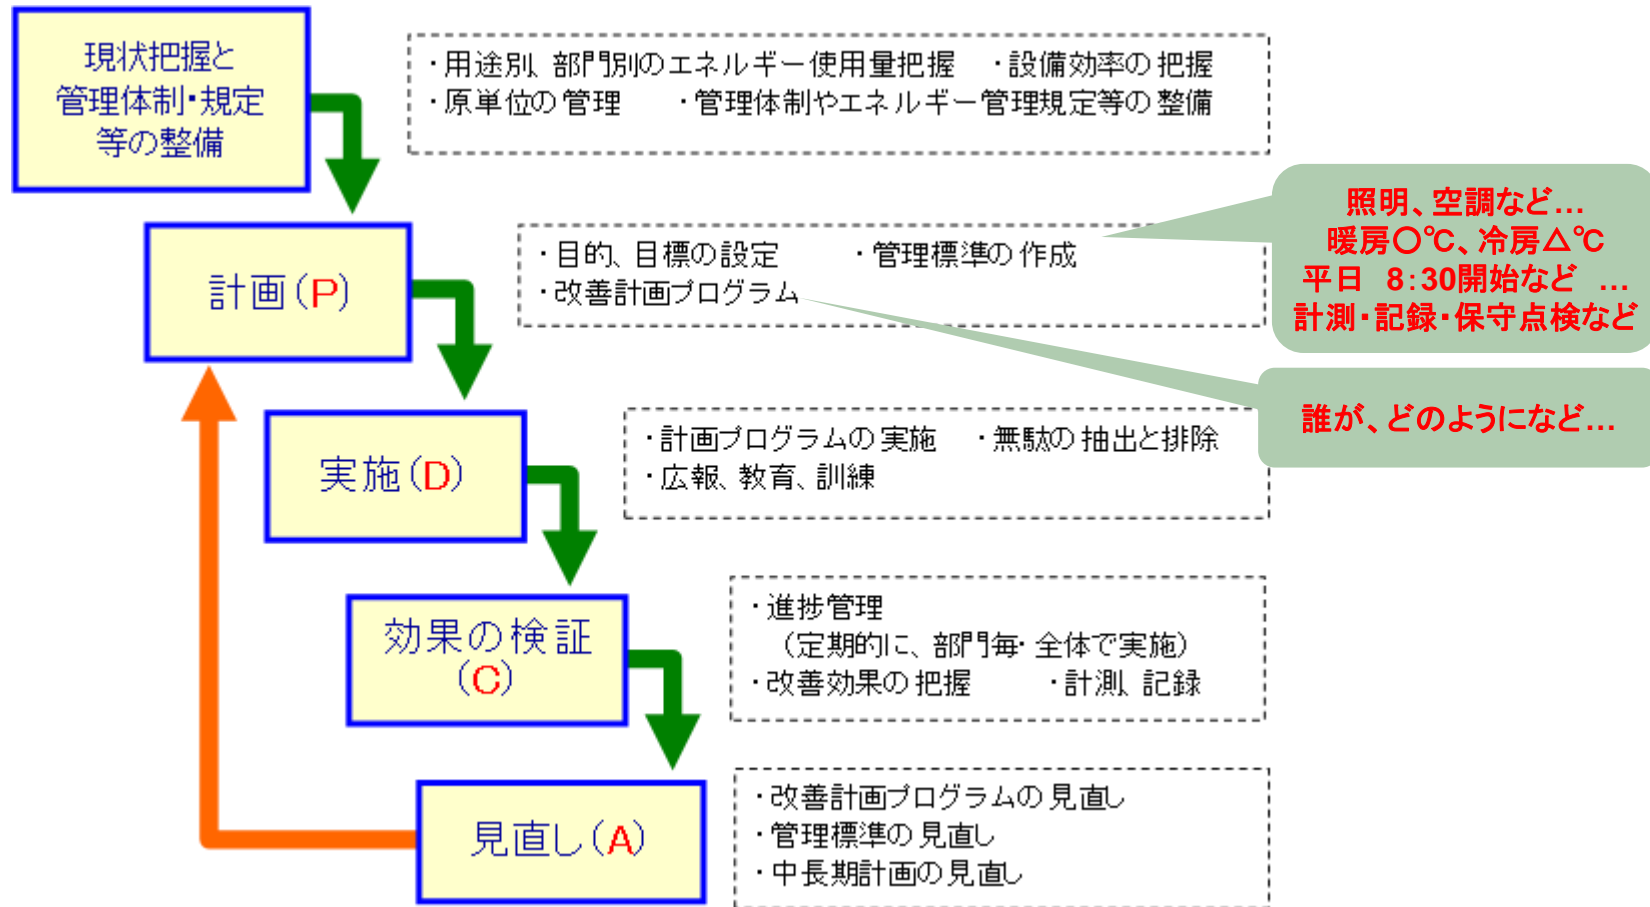 現状把握と
管理体制・規定
等の整備
・用途別、部門別のエネルギー使用量把握　・設備効率の把握
・原単位の管理　　・管理体制やエネルギー管理規定等の整備
計画(P)
・目的、目標の設定　　　・管理標準の作成
・改善計画プログラム
照明、空調など…
暖房〇℃、冷房△℃
平日　8:30開始など　…
計測・記録・保守点検など
誰が、どのようになど…
実施(D)
・計画プログラムの実施　・無駄の抽出と排除
・広報、教育、訓練
効果の検証
(C)
・進捗管理
（定期的に、部門毎・全体で実施）
・改善効果の把握　　　・計測、記録
見直し(A)
・改善計画プログラムの見直し
・管理標準の見直し
・中長期計画の見直し